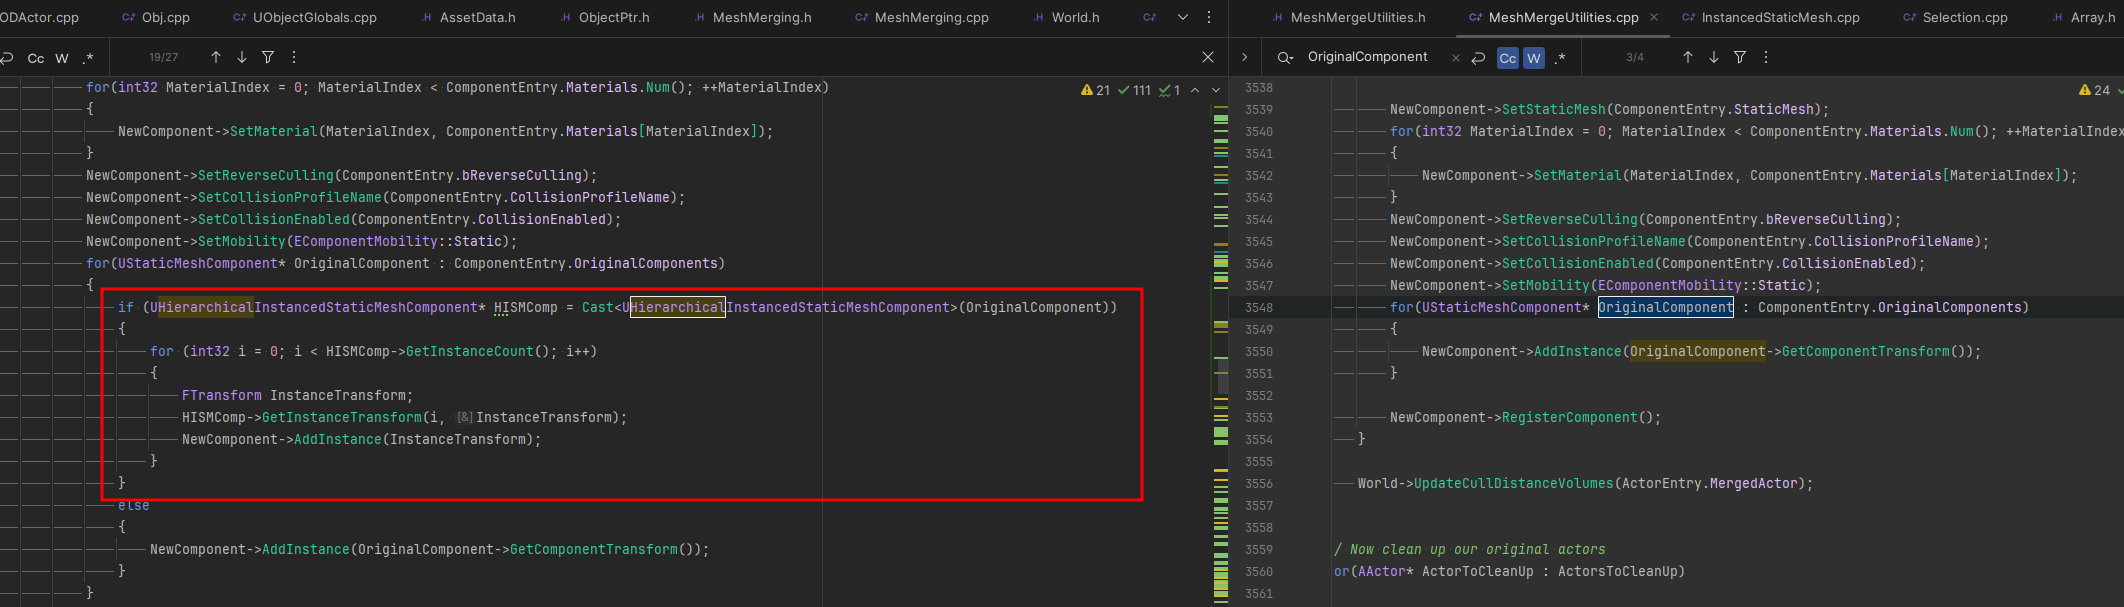 ODActor.cpp Obj.cpp UObjectGlobals.cpp AssetData.h ObjectPtr.h MeshMerging.h MeshMerging.cpp World.h
Cc W .* 19/27
for(int32 MaterialIndex = 0; MaterialIndex < ComponentEntry.Materials.Num(); ++MaterialIndex)
21 111 1
{
NewComponent->SetMaterial(MaterialIndex, ComponentEntry.Materials[MaterialIndex]);
}
NewComponent->SetReverseCulling(ComponentEntry.bReverseCulling);
NewComponent->SetCollisionProfileName(ComponentEntry.CollisionProfileName);
NewComponent->SetCollisionEnabled(ComponentEntry.CollisionEnabled);
NewComponent->SetMobility(EComponentMobility::Static);
for(UStaticMeshComponent* OriginalComponent : ComponentEntry.OriginalComponents)
{
if (UHierarchicalInstancedStaticMeshComponent* HISMComp = Cast<UHierarchicalInstancedStaticMeshComponent>(OriginalComponent))
{
for (int32 i = 0; i < HISMComp->GetInstanceCount(); i++)
{
FTransform InstanceTransform;
HISMComp->GetInstanceTransform(i, [&]InstanceTransform);
NewComponent->AddInstance(InstanceTransform);
}
}
else
{
NewComponent->AddInstance(OriginalComponent->GetComponentTransform());
}
}
MeshMergeUtilities.h MeshMergeUtilities.cpp InstancedStaticMesh.cpp Selection.cpp Array.h
OriginalComponent Cc W .* 3/4
3538
24
3539 NewComponent->SetStaticMesh(ComponentEntry.StaticMesh);
3540 for(int32 MaterialIndex = 0; MaterialIndex < ComponentEntry.Materials.Num(); ++MaterialIndex
3541 {
3542 NewComponent->SetMaterial(MaterialIndex, ComponentEntry.Materials[MaterialIndex]);
3543 }
3544 NewComponent->SetReverseCulling(ComponentEntry.bReverseCulling);
3545 NewComponent->SetCollisionProfileName(ComponentEntry.CollisionProfileName);
3546 NewComponent->SetCollisionEnabled(ComponentEntry.CollisionEnabled);
3547 NewComponent->SetMobility(EComponentMobility::Static);
3548 for(UStaticMeshComponent* OriginalComponent : ComponentEntry.OriginalComponents)
3549 {
3550 NewComponent->AddInstance(OriginalComponent->GetComponentTransform());
3551 }
3552
3553 NewComponent->RegisterComponent();
3554 }
3555
3556 World->UpdateCullDistanceVolumes(ActorEntry.MergedActor);
3557
3558
3559 / Now clean up our original actors
3560 or(AActor* ActorToCleanUp : ActorsToCleanUp)
3561